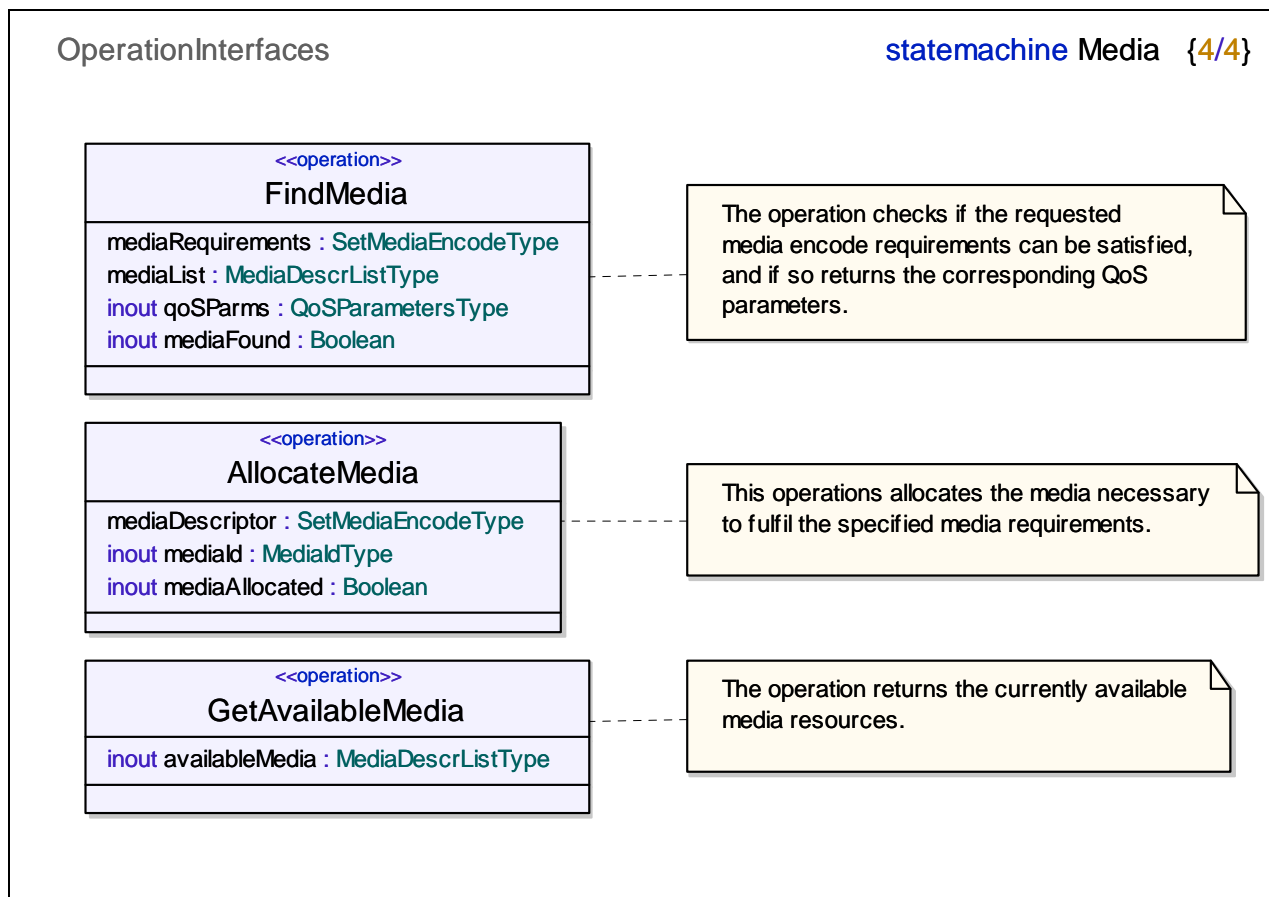 OperationInterfaces
statemachine Media {4/4}
<<operation>>
FindMedia
mediaRequirements : SetMediaEncodeType
mediaList : MediaDescrListType
inout qoSParms : QoSParametersType
inout mediaFound : Boolean
The operation checks if the requested
media encode requirements can be satisfied,
and if so returns the corresponding QoS
parameters.
<<operation>>
AllocateMedia
mediaDescriptor : SetMediaEncodeType
inout mediaId : MediaIdType
inout mediaAllocated : Boolean
This operations allocates the media necessary
to fulfil the specified media requirements.
<<operation>>
GetAvailableMedia
inout availableMedia : MediaDescrListType
The operation returns the currently available
media resources.